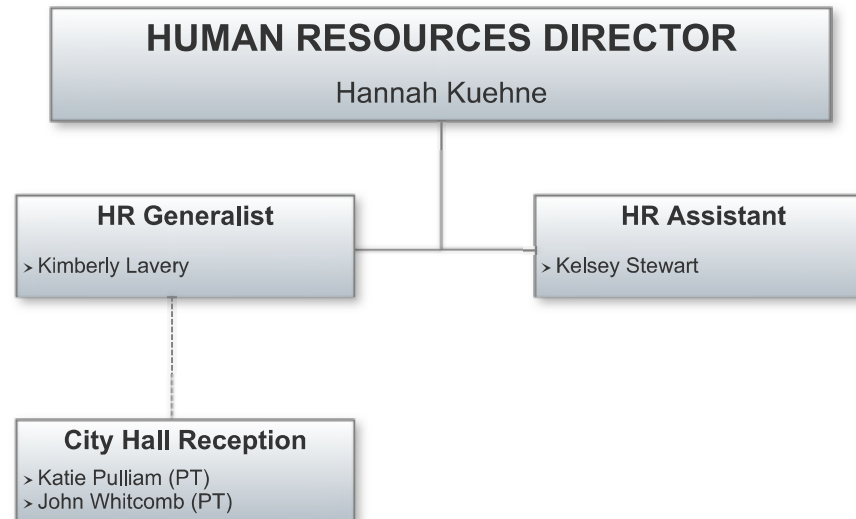 HUMAN RESOURCES DIRECTOR
Hannah Kuehne
HR Generalist
> Kimberly Lavery
HR Assistant
> Kelsey Stewart
City Hall Reception
> Katie Pulliam (PT)
> John Whitcomb (PT)